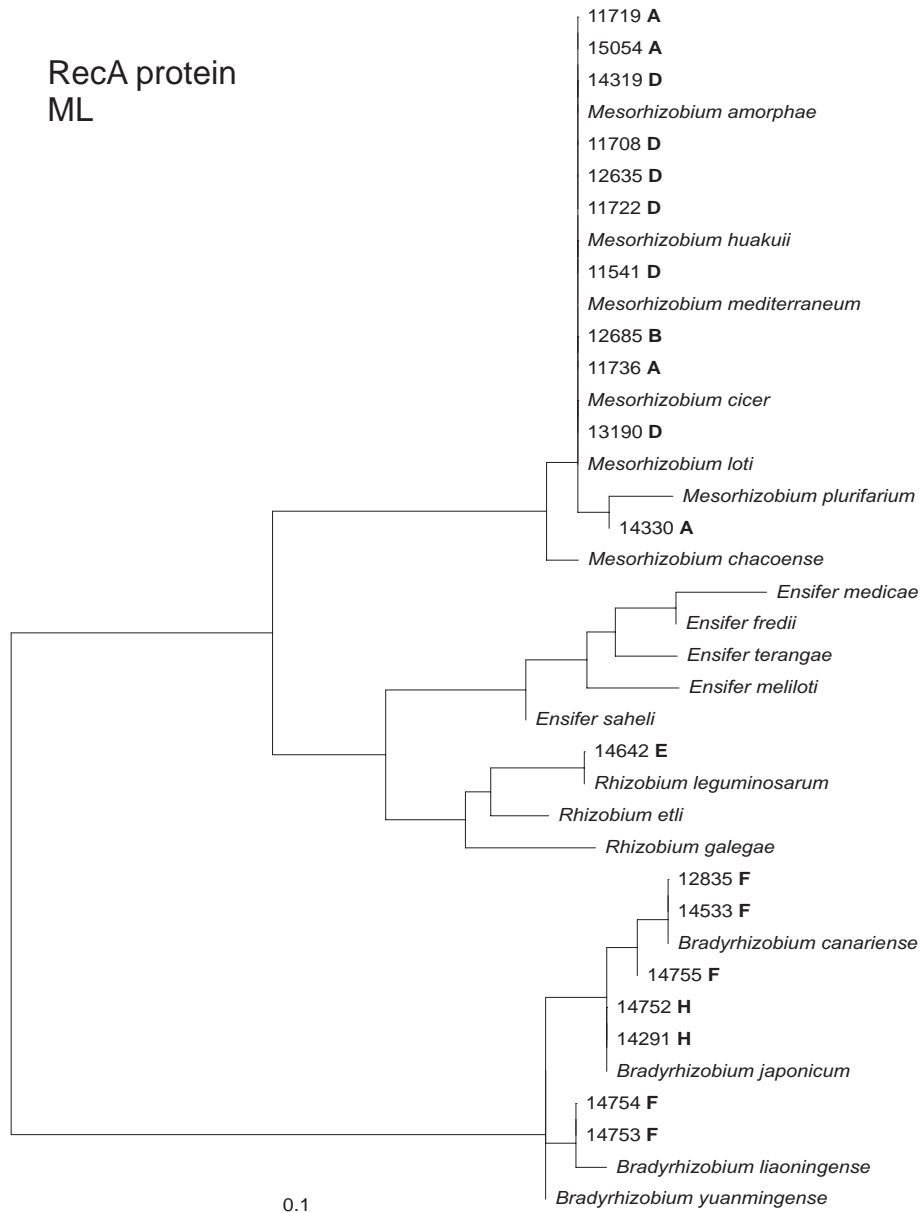 11719 A
15054 A
RecA protein
ML
14319 D
Mesorhizobium amorphae
11708 D
12635 D
11722 D
Mesorhizobium huakuii
11541 D
Mesorhizobium mediterraneum
12685 B
11736 A
Mesorhizobium cicer
13190 D
Mesorhizobium loti
Mesorhizobium plurifarium
14330 A
Mesorhizobium chacoense
Ensifer medicae
Ensifer fredii
Ensifer terangae
Ensifer meliloti
Ensifer saheli
14642 E
Rhizobium leguminosarum
Rhizobium etli
Rhizobium galegae
12835 F
14533 F
Bradyrhizobium canariense
14755 F
14752 H
14291 H
Bradyrhizobium japonicum
14754 F
14753 F
Bradyrhizobium liaoningense
Bradyrhizobium yuanmingense
0.1